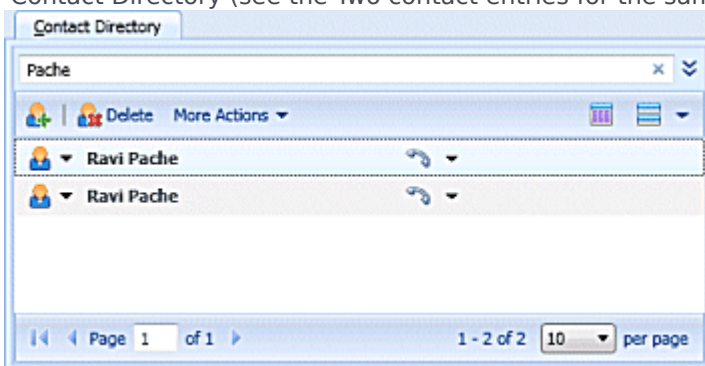 Contact Directory (see the Two contact entries for the sam
Contact Directory
Pache
Delete More Actions
Ravi Pache
Ravi Pache
Page 1 of 1 1 - 2 of 2 10 per page